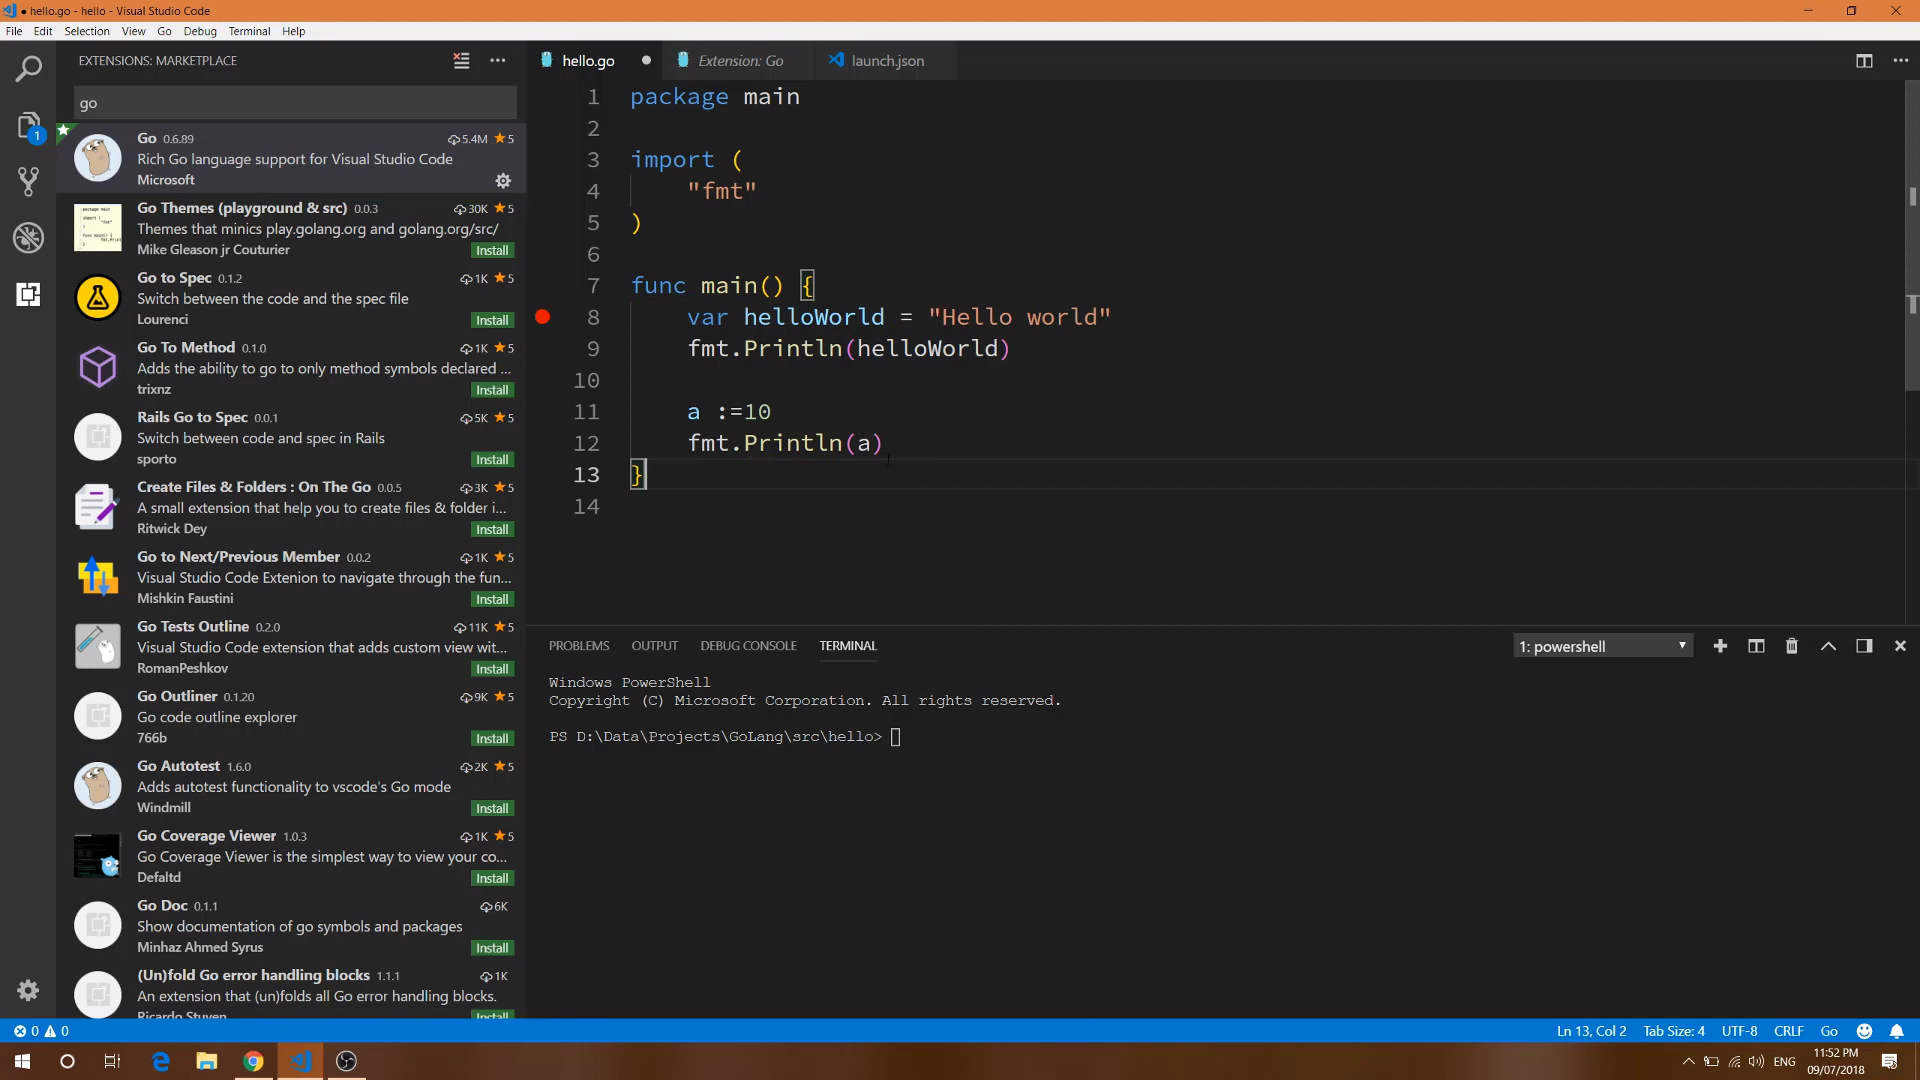 hello.go - hello - Visual Studio Code
File Edit Selection View Go Debug Terminal Help
EXTENSIONS: MARKETPLACE
go
1
Go 0.6.89 5.4M 5
Rich Go language support for Visual Studio Code
Microsoft
Go Themes (playground & src) 0.0.3 30K 5
Themes that minics play.golang.org and golang.org/src/
Mike Gleason jr Couturier Install
Go to Spec 0.1.2 1K 5
Switch between the code and the spec file
Lourenci Install
Go To Method 0.1.0 1K 5
Adds the ability to go to only method symbols declared ...
trixnz Install
Rails Go to Spec 0.0.1 5K 5
Switch between code and spec in Rails
sporto Install
Create Files & Folders : On The Go 0.0.5 3K 5
A small extension that help you to create files & folder i...
Ritwick Dey Install
Go to Next/Previous Member 0.0.2 1K 5
Visual Studio Code Extenion to navigate through the fun...
Mishkin Faustini Install
Go Tests Outline 0.2.0 11K 5
Visual Studio Code extension that adds custom view wit...
RomanPeshkov Install
Go Outliner 0.1.20 9K 5
Go code outline explorer
766b Install
Go Autotest 1.6.0 2K 5
Adds autotest functionality to vscode's Go mode
Windmill Install
Go Coverage Viewer 1.0.3 1K 5
Go Coverage Viewer is the simplest way to view your co...
Defaltd Install
Go Doc 0.1.1 6K
Show documentation of go symbols and packages
Minhaz Ahmed Syrus Install
(Un)fold Go error handling blocks 1.1.1 1K
An extension that (un)folds all Go error handling blocks.
Ricardo Stuven Install
hello.go Extension: Go launch.json
1 package main
2
3 import (
4 "fmt"
5 )
6
7 func main() {
8 var helloWorld = "Hello world"
9 fmt.Println(helloWorld)
10
11 a :=10
12 fmt.Println(a)
13 }
14
PROBLEMS OUTPUT DEBUG CONSOLE TERMINAL 1: powershell
Windows PowerShell
Copyright (C) Microsoft Corporation. All rights reserved.
PS D:\Data\Projects\GoLang\src\hello>
0 0 Ln 13, Col 2 Tab Size: 4 UTF-8 CRLF Go
ENG 11:52 PM
09/07/2018